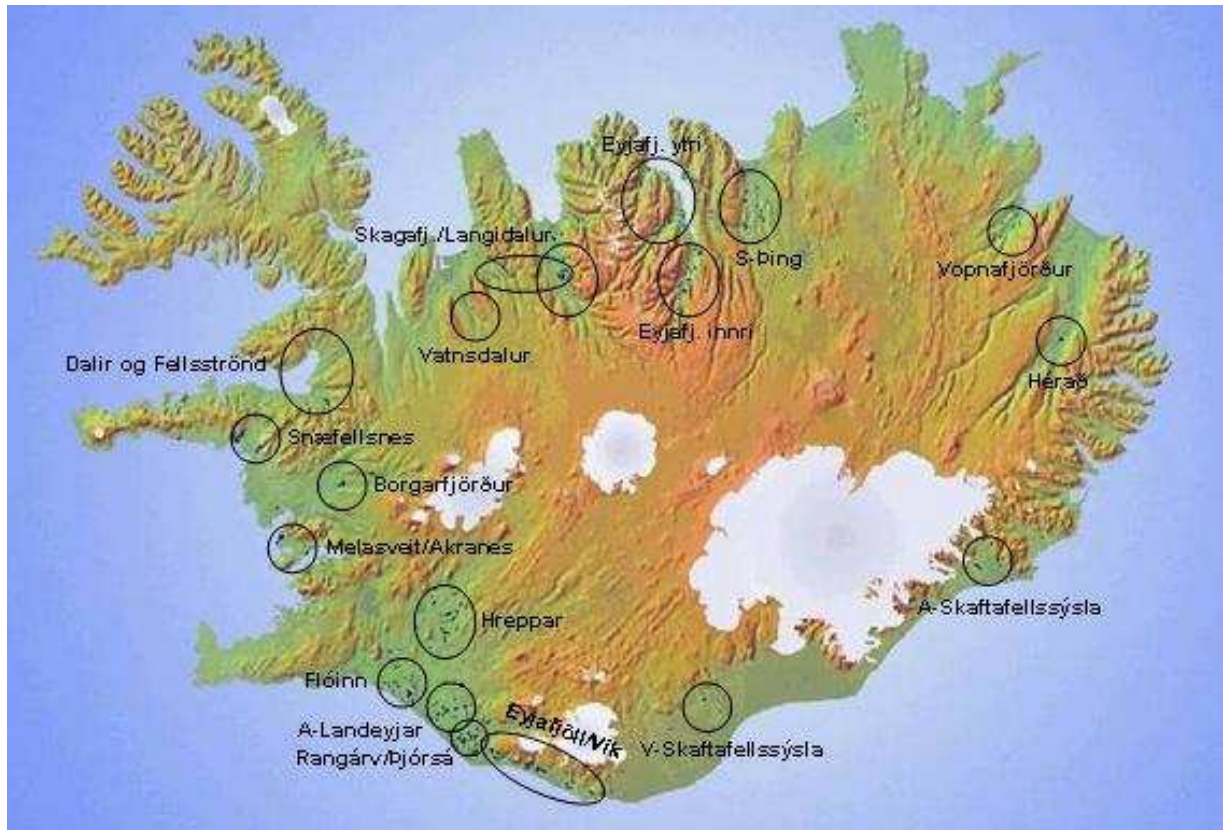 Eyjafj. ytri
Skagafj./Langidalur
S-Þing
Vopnafjörður
Eyjafj. innri
Vatnsdalur
Dalir og Fellsströnd
Hérað
Snæfellsnes
Borgarfjörður
Melasveit/Akranes
A-Skaftafellssýsla
Hreppar
Flóinn
Eyjafjöll/Vík
A-Landeyjar
V-Skaftafellssýsla
Rangárv/Þjórsá